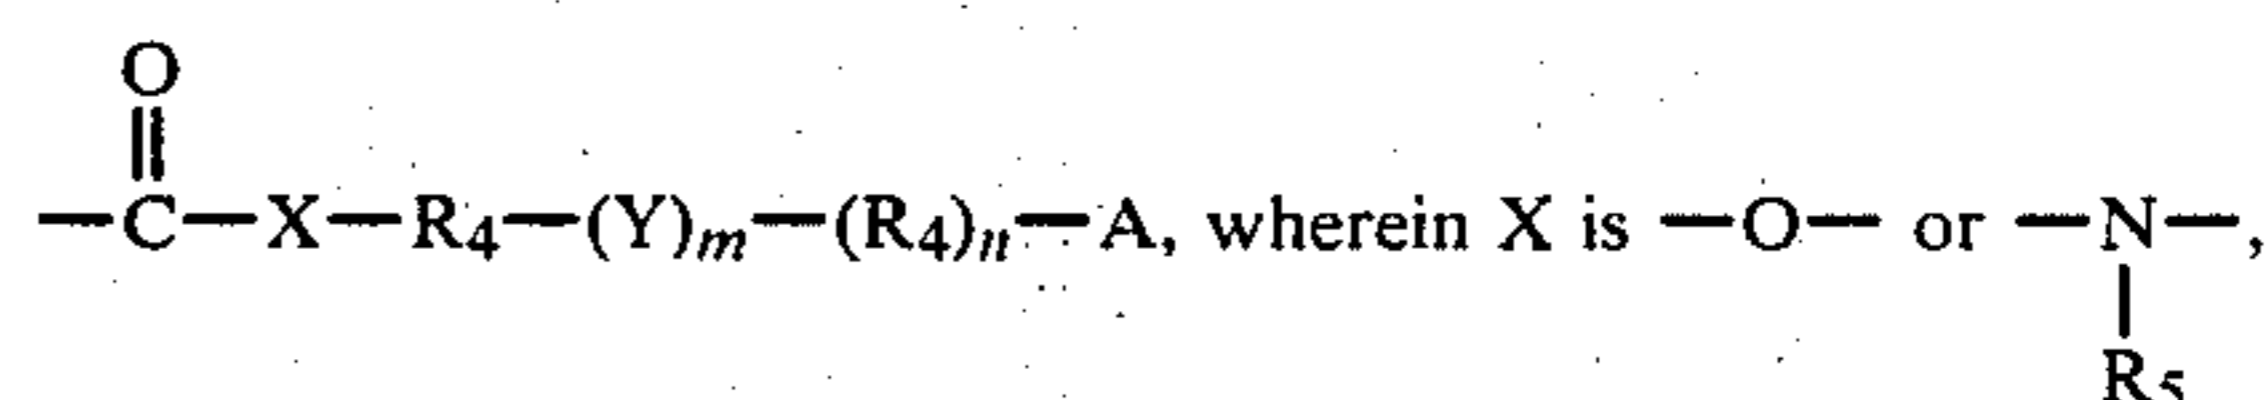 O
—C—X—R4—(Y)m—(R4)n—A, wherein X is —O— or —N—,
R5